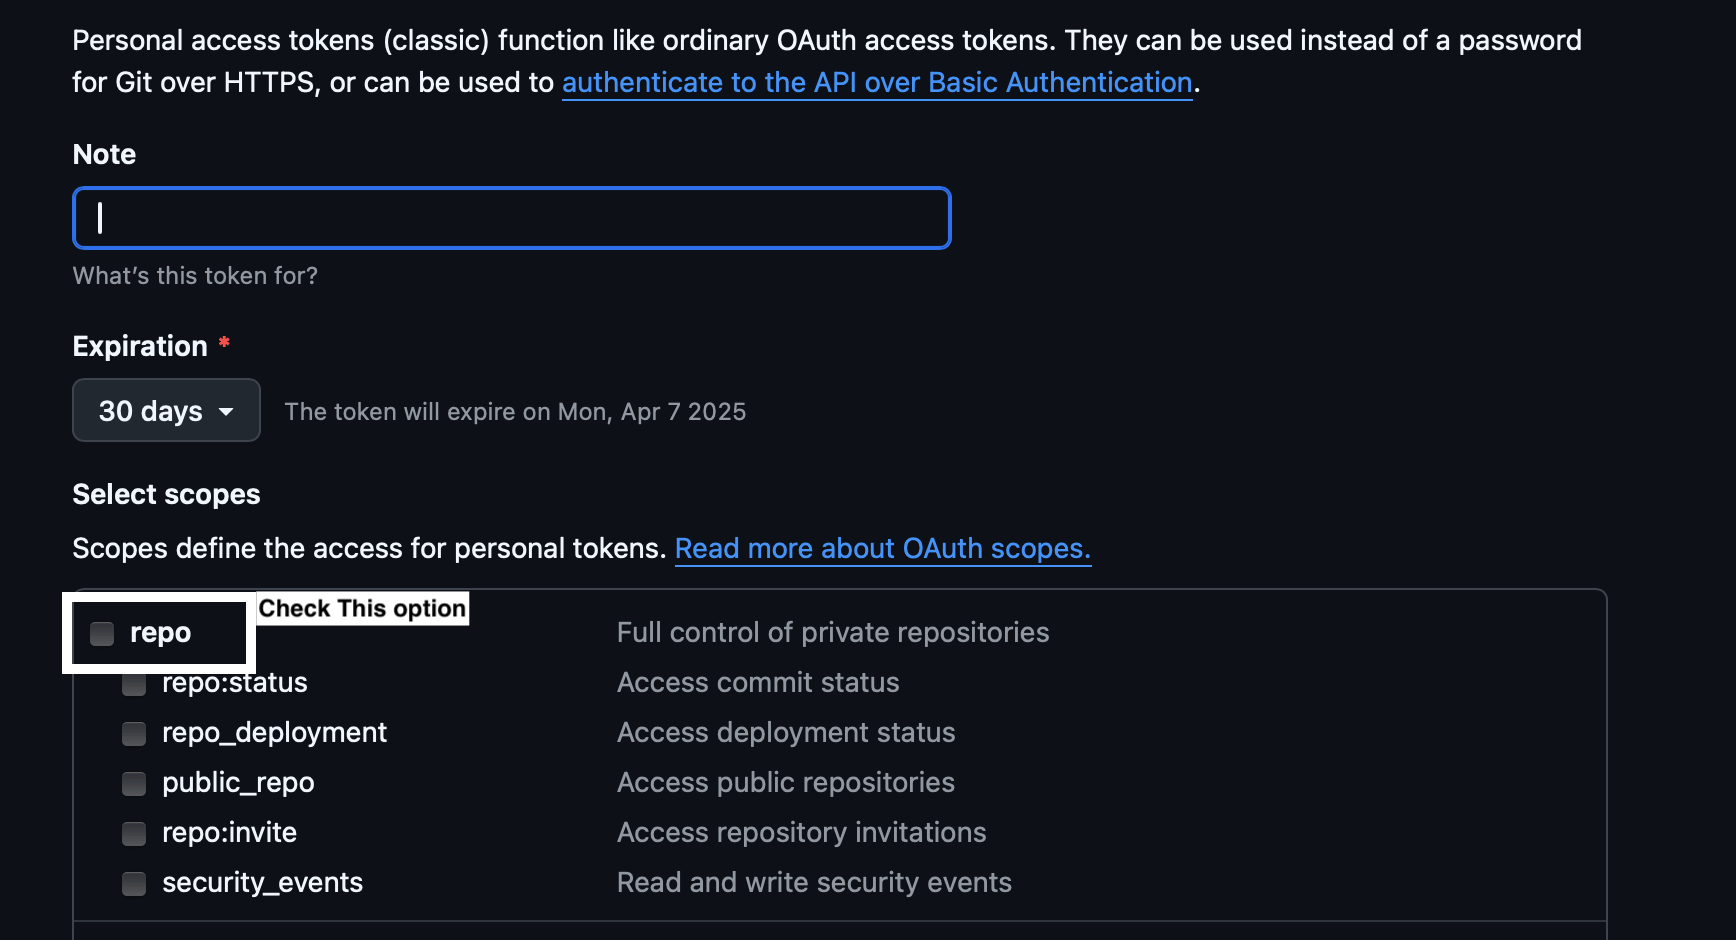 Personal access tokens (classic) function like ordinary OAuth access tokens. They can be used instead of a password
for Git over HTTPS, or can be used to authenticate to the API over Basic Authentication.
Note
What's this token for?
Expiration *
30 days The token will expire on Mon, Apr 7 2025
Select scopes
Scopes define the access for personal tokens. Read more about OAuth scopes.
Check This option
repo Full control of private repositories
repo:status Access commit status
repo_deployment Access deployment status
public_repo Access public repositories
repo:invite Access repository invitations
security_events Read and write security events